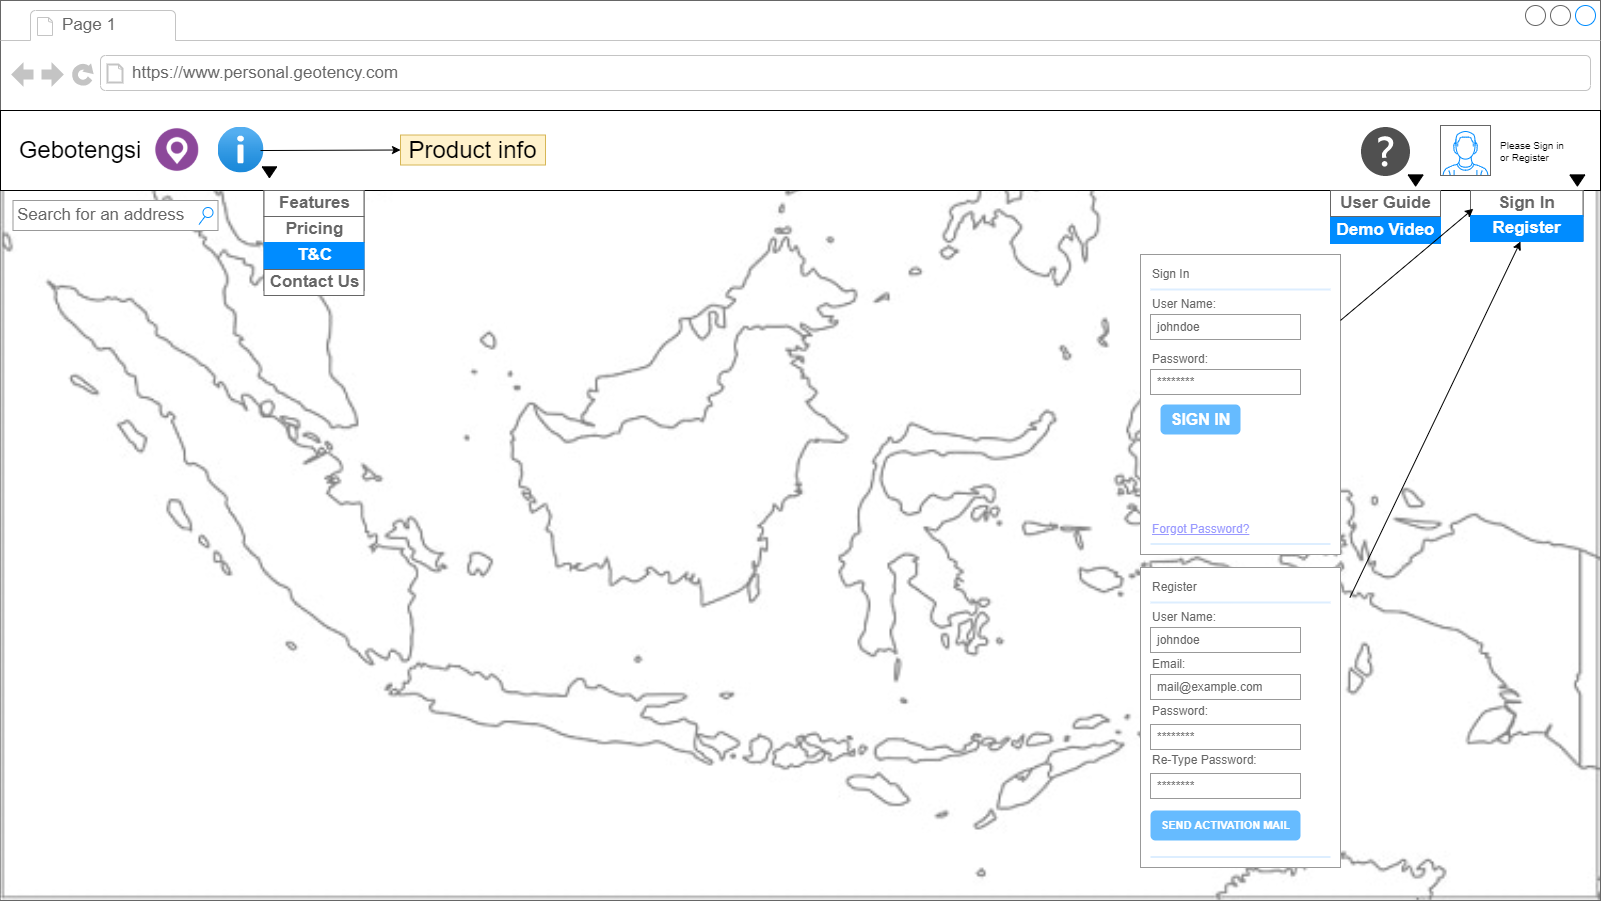 Page 1
https://www.personal.geotency.com
Gebotengsi
Product info
?
Please Sign in
or Register
Search for an address
Features
Pricing
T&C
Contact Us
User Guide
Demo Video
Sign In
Register
Sign In
User Name:
johndoe
Password:
********
SIGN IN
Forgot Password?
Register
User Name:
johndoe
Email:
mail@example.com
Password:
********
Re-Type Password:
********
SEND ACTIVATION MAIL